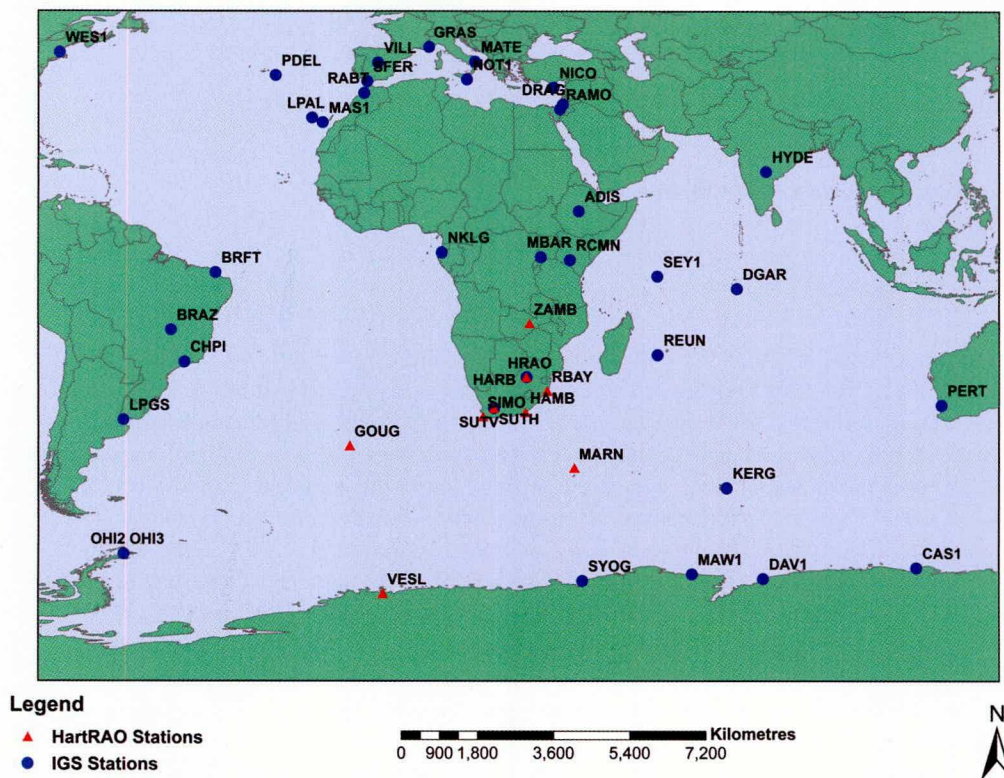 WES1
GRAS
PDEL
VILL
MATE
SFER
NOT1
NICO
RABT
DRAG
RAMO
LPAL
MAS1
HYDE
ADIS
NKLG
MBAR
RCMN
BRFT
SEY1
DGAR
BRAZ
ZAMB
CHPI
REUN
HRAO
HARB
RBAY
HAMB
SIMO
PERT
LPGS
SUTV
SUTH
GOUG
MARN
KERG
OHI2 OHI3
CAS1
MAW1
DAV1
SYOG
VESL
Legend
HartRAO Stations
IGS Stations
Kilometres
0 900 1,800 3,600 5,400 7,200
N